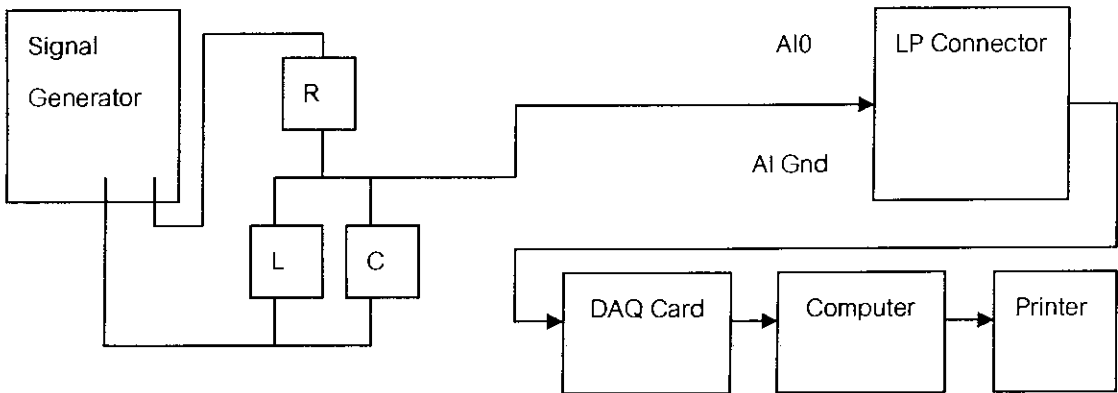 Signal
Generator
R
L
C
AI0
AI Gnd
LP Connector
DAQ Card
Computer
Printer